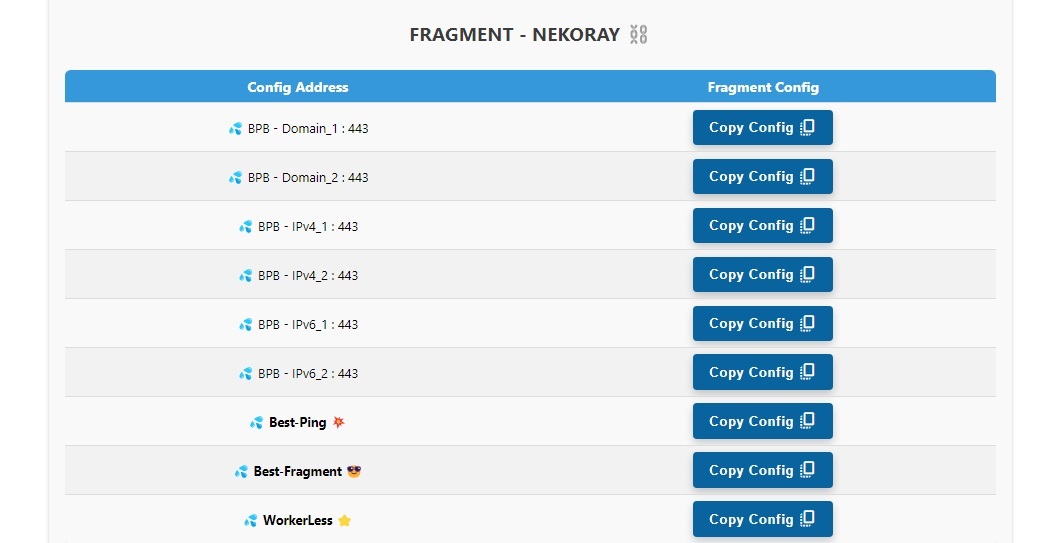 FRAGMENT - NEKORAY ⛓️
Config Address Fragment Config
💦 BPB - Domain_1 : 443 Copy Config
💦 BPB - Domain_2 : 443 Copy Config
💦 BPB - IPv4_1 : 443 Copy Config
💦 BPB - IPv4_2 : 443 Copy Config
💦 BPB - IPv6_1 : 443 Copy Config
💦 BPB - IPv6_2 : 443 Copy Config
💦 Best-Ping 💥 Copy Config
💦 Best-Fragment 😎 Copy Config
💦 WorkerLess ⭐ Copy Config